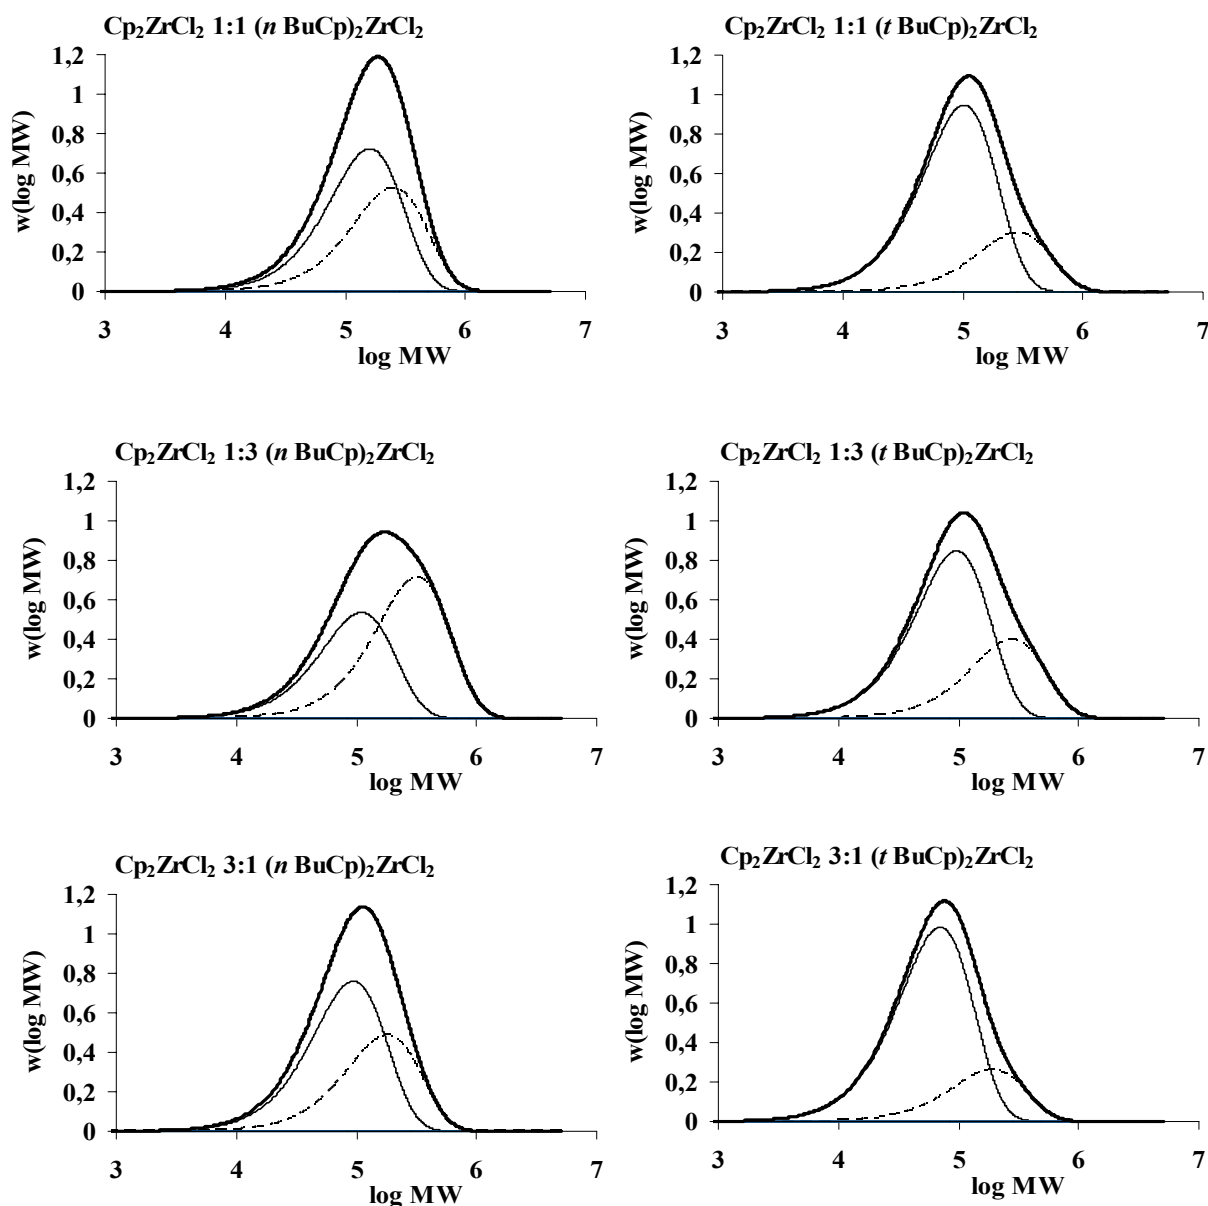 Cp₂ZrCl₂ 1:1 (n BuCp)₂ZrCl₂
w(log MW)
1,2
1
0,8
0,6
0,4
0,2
0
3 4 5 6 7
log MW
Cp₂ZrCl₂ 1:1 (t BuCp)₂ZrCl₂
w(log MW)
1,2
1
0,8
0,6
0,4
0,2
0
3 4 5 6 7
log MW
Cp₂ZrCl₂ 1:3 (n BuCp)₂ZrCl₂
w(log MW)
1,2
1
0,8
0,6
0,4
0,2
0
3 4 5 6 7
log MW
Cp₂ZrCl₂ 1:3 (t BuCp)₂ZrCl₂
w(log MW)
1,2
1
0,8
0,6
0,4
0,2
0
3 4 5 6 7
log MW
Cp₂ZrCl₂ 3:1 (n BuCp)₂ZrCl₂
w(log MW)
1,2
1
0,8
0,6
0,4
0,2
0
3 4 5 6 7
log MW
Cp₂ZrCl₂ 3:1 (t BuCp)₂ZrCl₂
w(log MW)
1,2
1
0,8
0,6
0,4
0,2
0
3 4 5 6 7
log MW